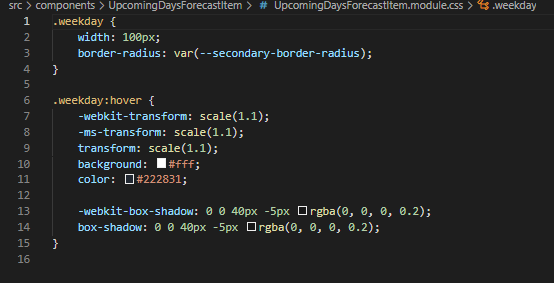 src > components > UpcomingDaysForecastItem > # UpcomingDaysForecastItem.module.css > .weekday
1 .weekday {
2     width: 100px;
3     border-radius: var(--secondary-border-radius);
4 }
5
6 .weekday:hover {
7     -webkit-transform: scale(1.1);
8     -ms-transform: scale(1.1);
9     transform: scale(1.1);
10     background: #fff;
11     color: #222831;
12
13     -webkit-box-shadow: 0 0 40px -5px rgba(0, 0, 0, 0.2);
14     box-shadow: 0 0 40px -5px rgba(0, 0, 0, 0.2);
15 }
16